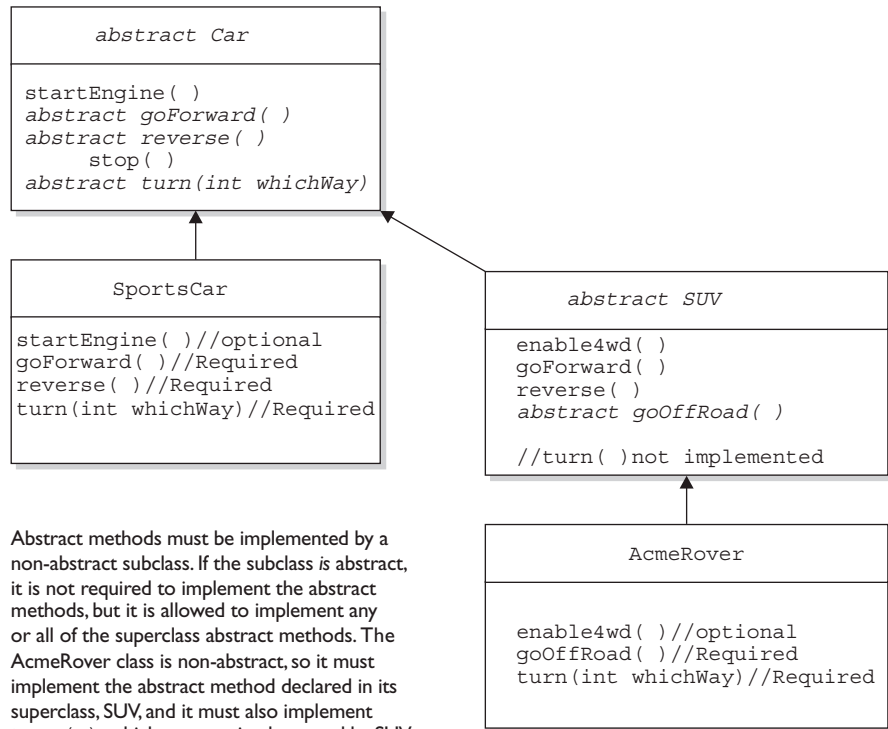 abstract Car
startEngine( )
abstract goForward( )
abstract reverse( )
stop( )
abstract turn(int whichWay)
SportsCar
startEngine( )//optional
goForward( )//Required
reverse( )//Required
turn(int whichWay)//Required
abstract SUV
enable4wd( )
goForward( )
reverse( )
abstract goOffRoad( )
//turn( )not implemented
AcmeRover
enable4wd( )//optional
goOffRoad( )//Required
turn(int whichWay)//Required
Abstract methods must be implemented by a
non-abstract subclass. If the subclass is abstract,
it is not required to implement the abstract
methods, but it is allowed to implement any
or all of the superclass abstract methods. The
AcmeRover class is non-abstract, so it must
implement the abstract method declared in its
superclass, SUV, and it must also implement